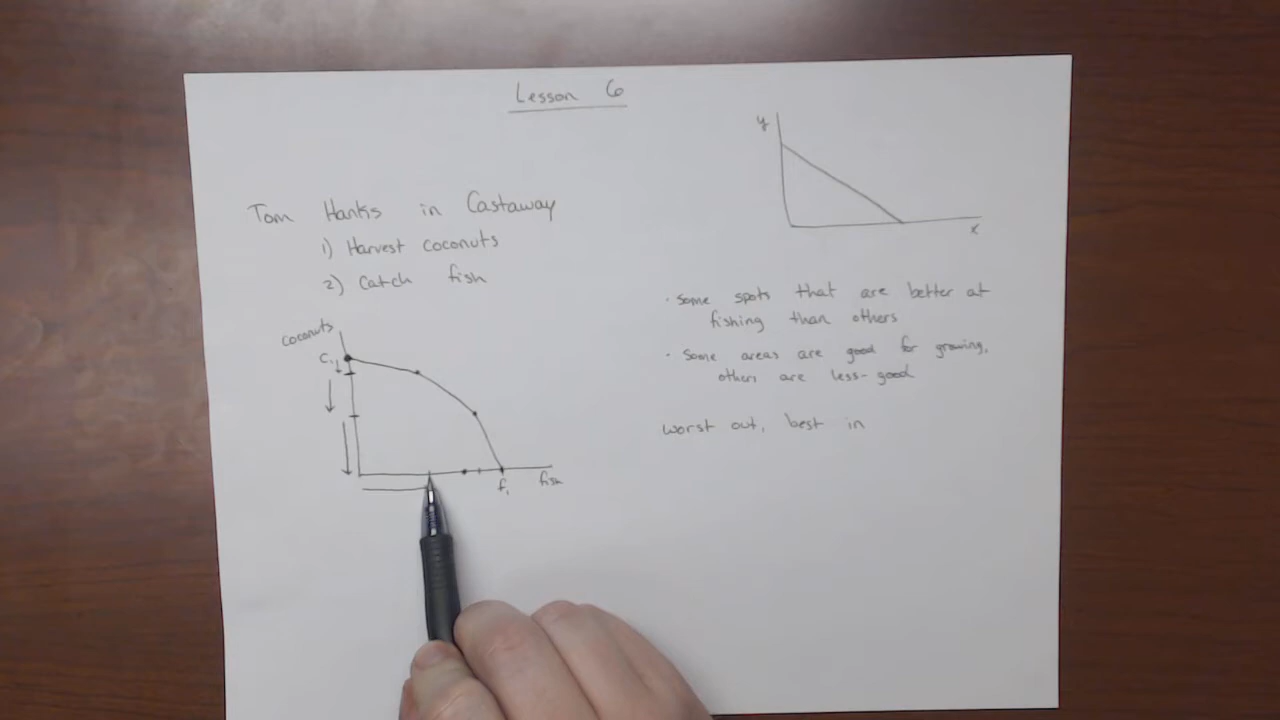 Lesson 6
y
x
Tom Hanks in Castaway
1) Harvest coconuts
2) Catch fish
coconuts
C₁
f₁
fish
· Some spots that are better at
fishing than others
· Some areas are good for growing,
others are less-good
worst out, best in